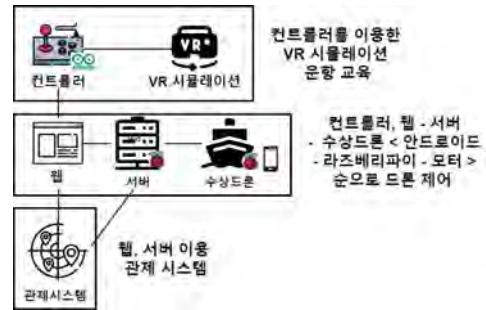 VR
컨트롤러
VR 시뮬레이션
컨트롤러를 이용한
VR 시뮬레이션
운항 교육
웹
서버
수상드론
컨트롤러, 웹 - 서버
- 수상드론 < 안드로이드
- 라즈베리파이 - 모터 >
순으로 드론 제어
관제시스템
웹, 서버 이용
관제 시스템